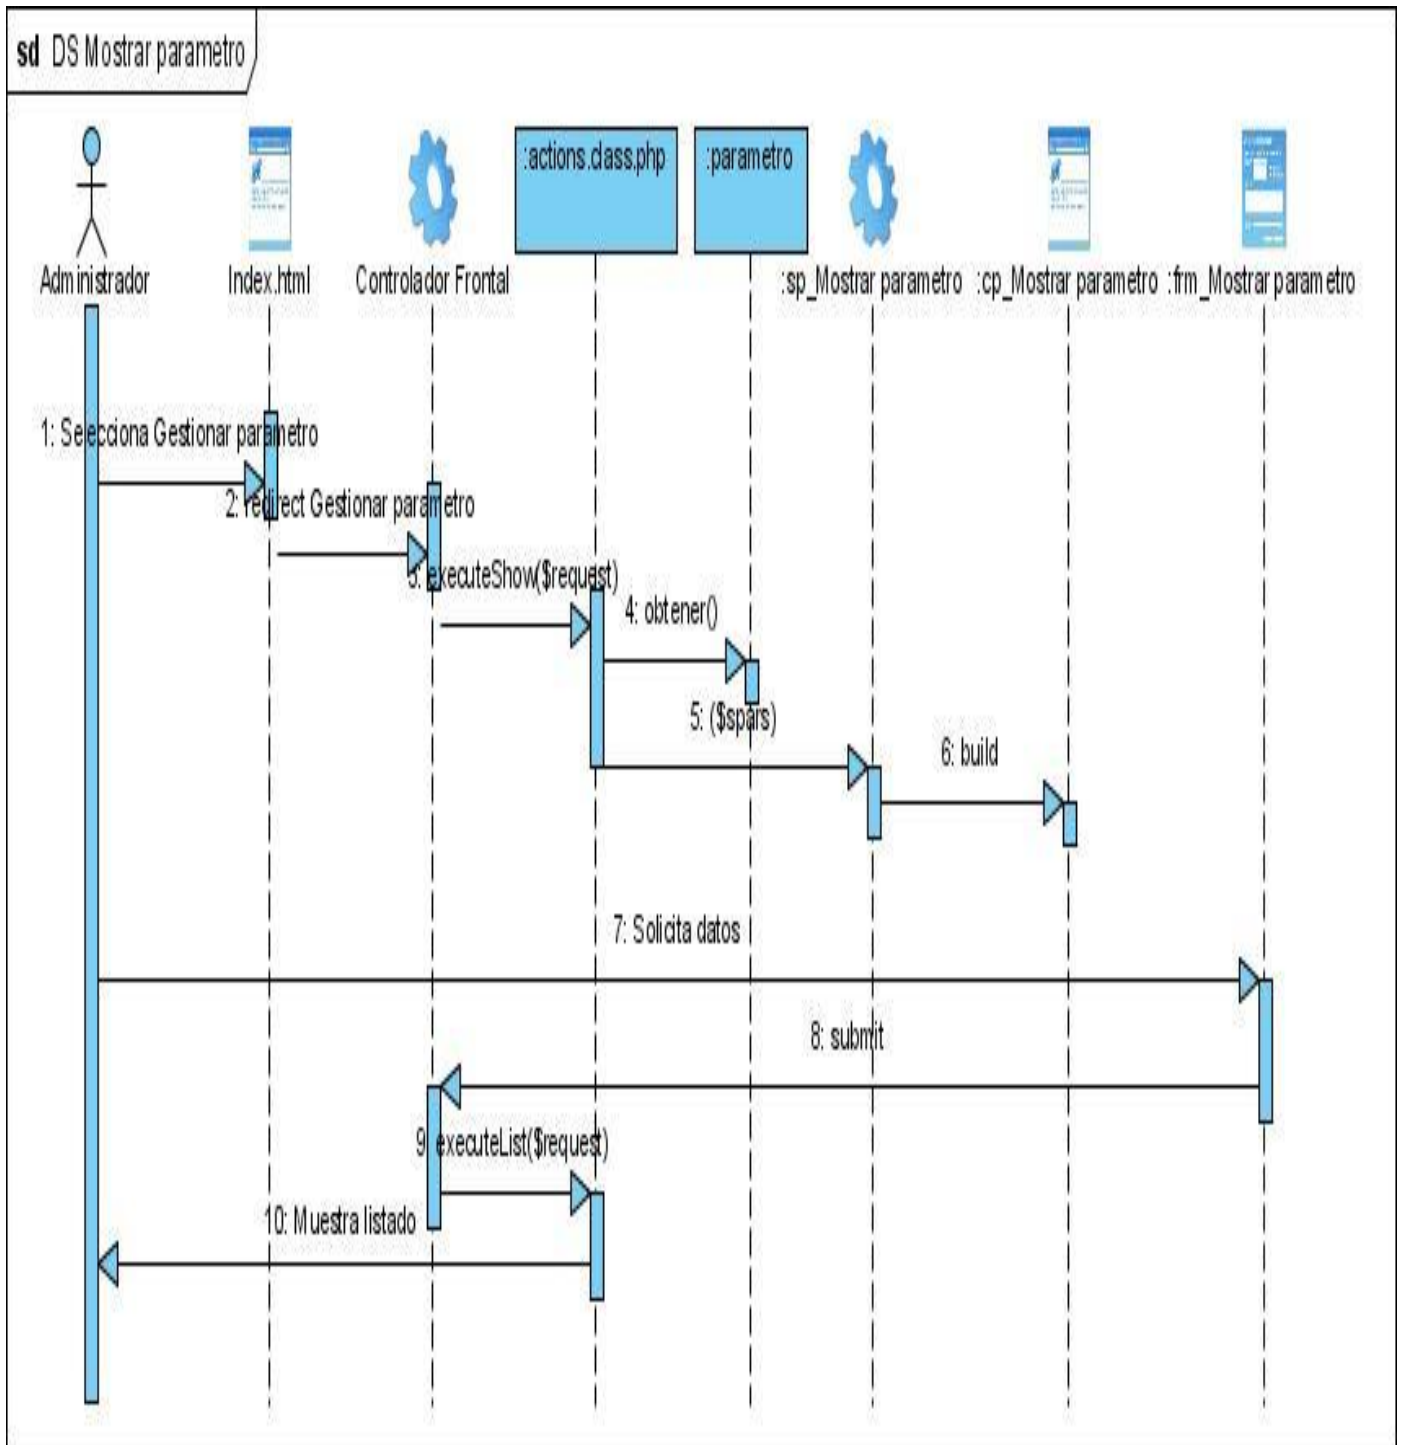 sd DS Mostrar parametro
:actions.class.php
:parametro
Administrador
Index.html
Controlador Frontal
:sp_Mostrar parametro
:cp_Mostrar parametro
:frm_Mostrar parametro
1: Selecciona Gestionar parametro
2: redirect Gestionar parametro
3: executeShow($request)
4: obtener()
5: ($spars)
6: build
7: Solicita datos
8: submit
9: executeList($request)
10: Muestra listado